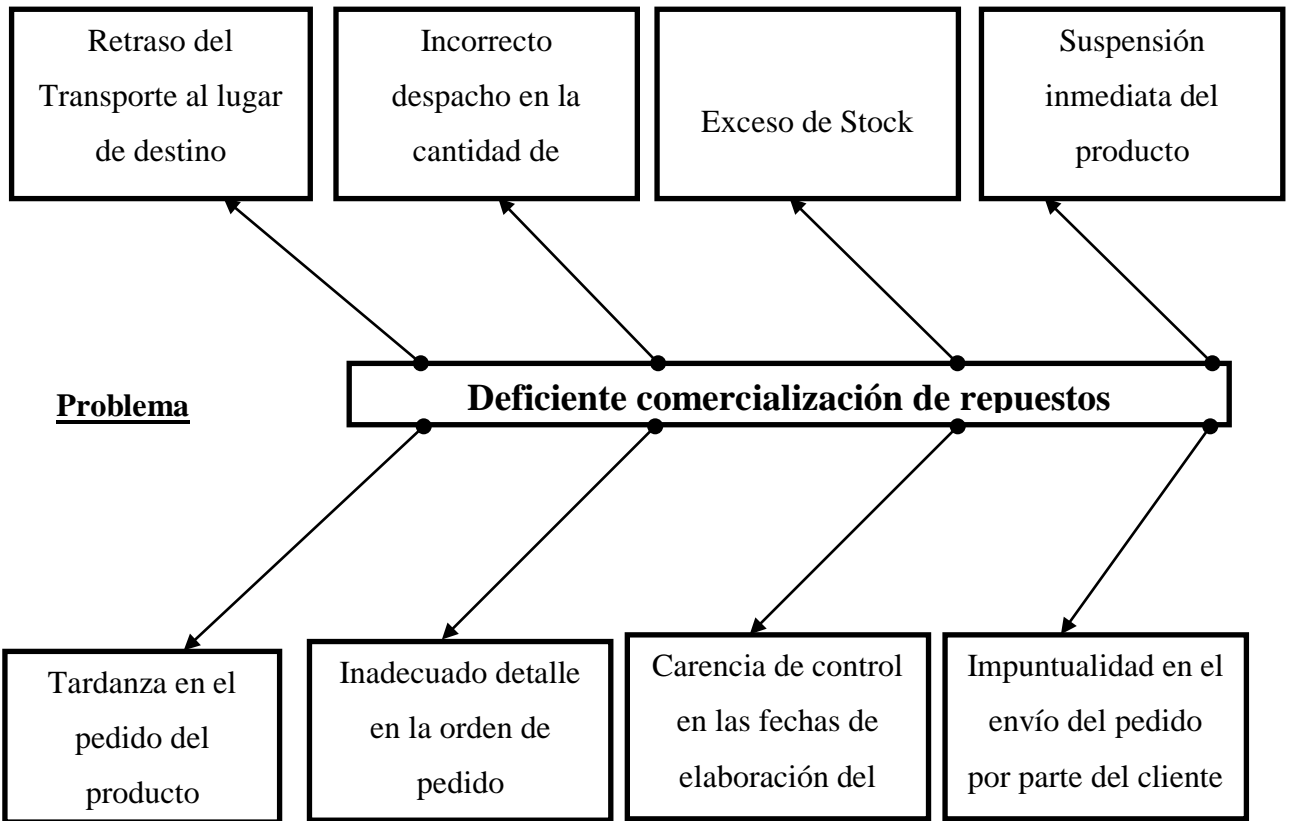 Retraso del
Transporte al lugar
de destino
Incorrecto
despacho en la
cantidad de
Exceso de Stock
Suspensión
inmediata del
producto
Problema
Deficiente comercialización de repuestos
Tardanza en el
pedido del
producto
Inadecuado detalle
en la orden de
pedido
Carencia de control
en las fechas de
elaboración del
Impuntualidad en el
envío del pedido
por parte del cliente